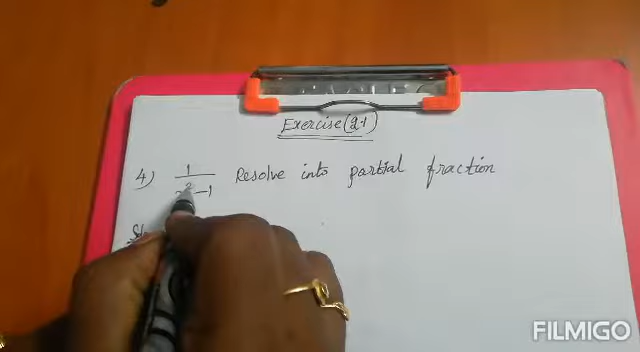 Exercise (2.1)
4) 1 Resolve into partial fraction
x²-1
FILMIGO